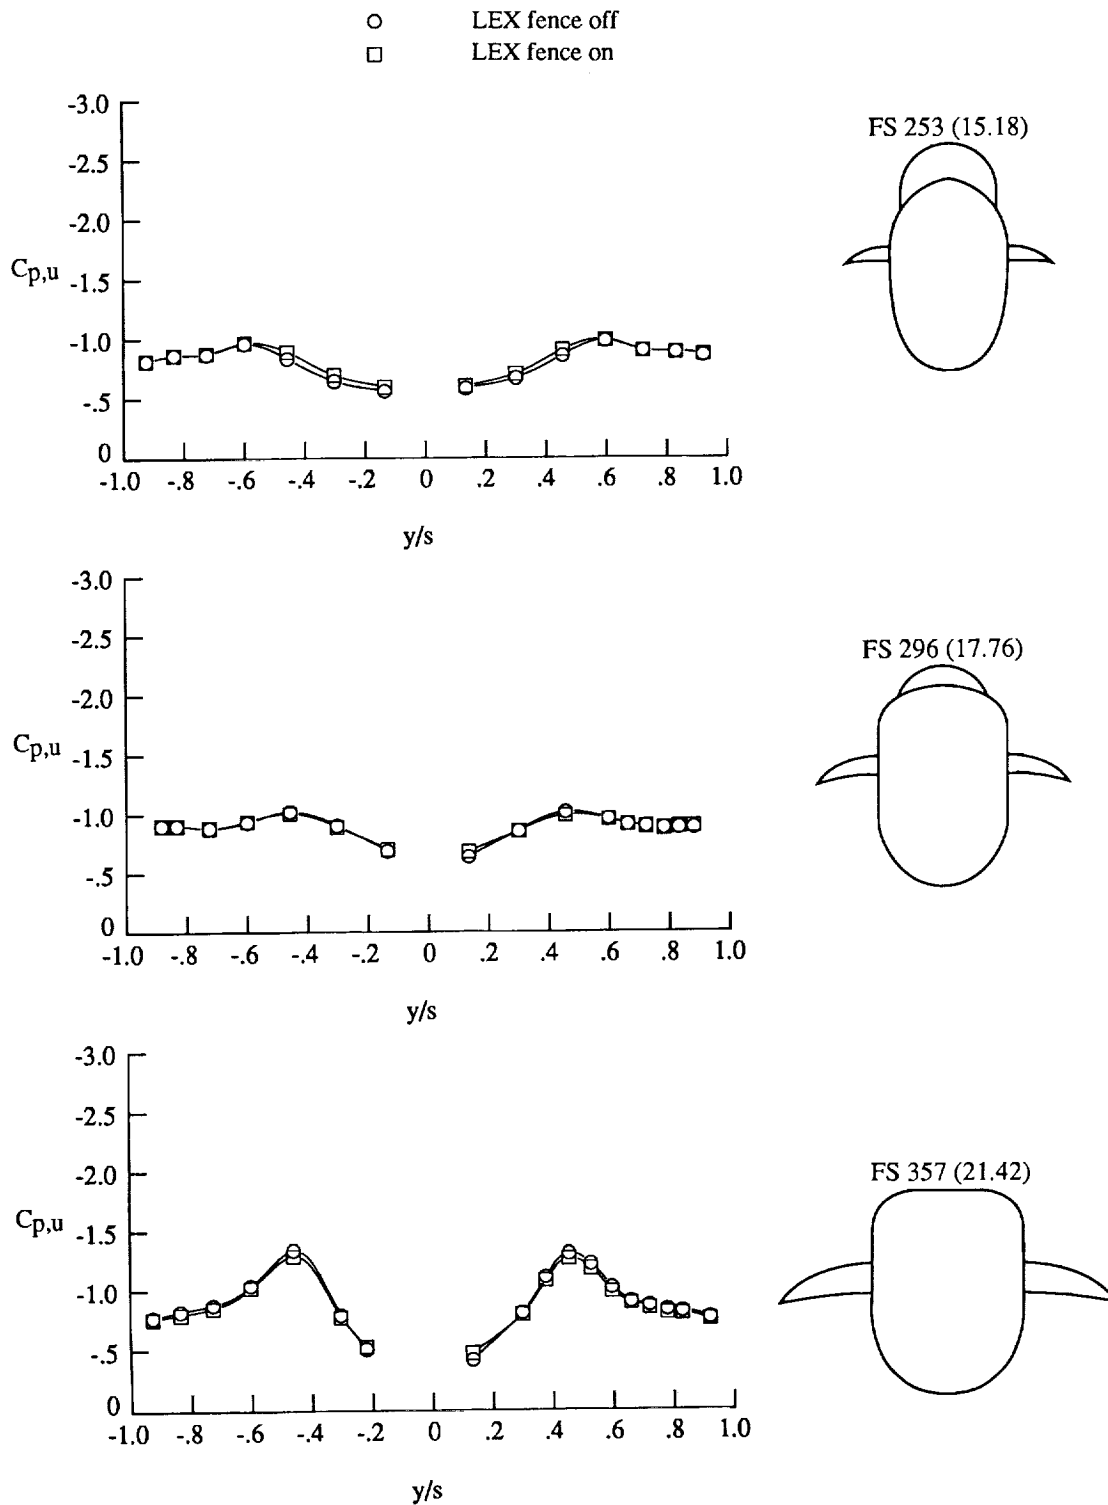 LEX fence off
LEX fence on
-3.0
-2.5
-2.0
-1.5
-1.0
-.5
0
Cp,u
-1.0 -.8 -.6 -.4 -.2 0 .2 .4 .6 .8 1.0
y/s
FS 253 (15.18)
-3.0
-2.5
-2.0
-1.5
-1.0
-.5
0
Cp,u
-1.0 -.8 -.6 -.4 -.2 0 .2 .4 .6 .8 1.0
y/s
FS 296 (17.76)
-3.0
-2.5
-2.0
-1.5
-1.0
-.5
0
Cp,u
-1.0 -.8 -.6 -.4 -.2 0 .2 .4 .6 .8 1.0
y/s
FS 357 (21.42)